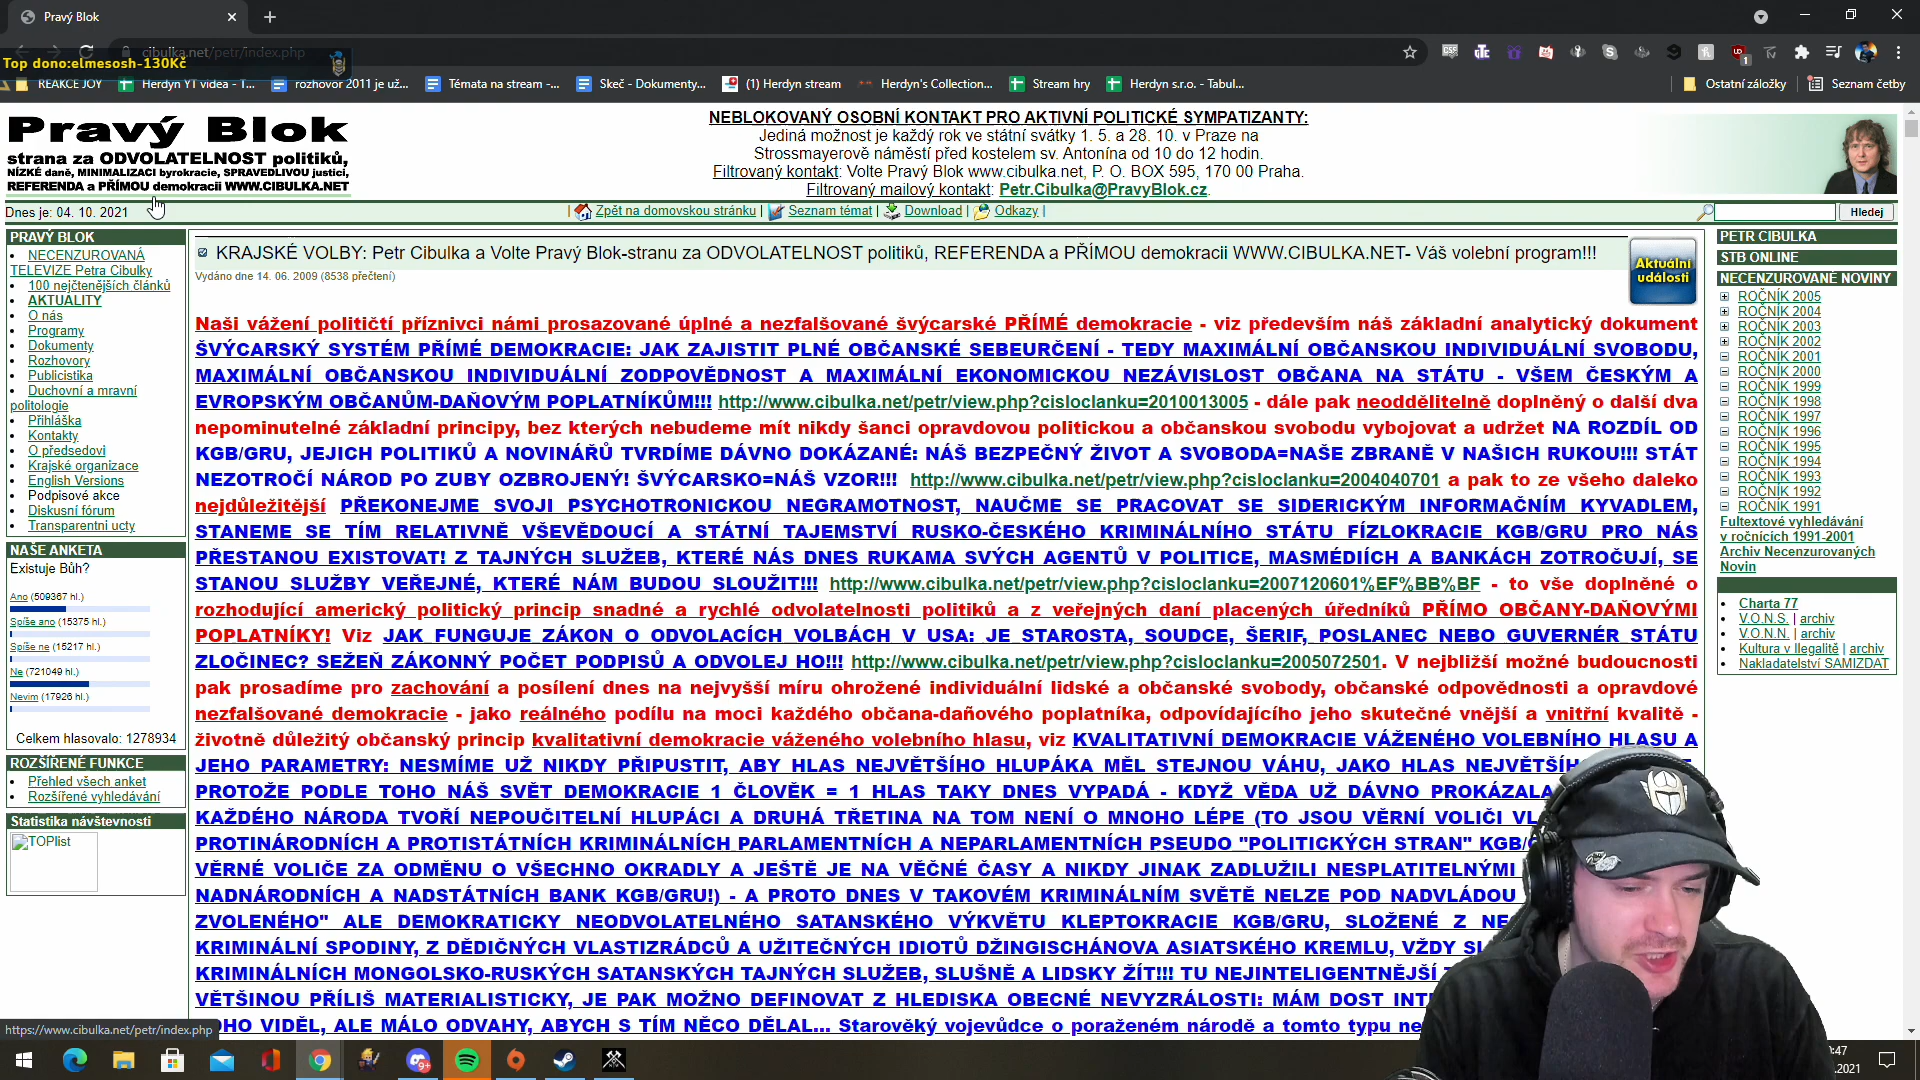 Pravý Blok
cibulka.net/petr/index.php
Top dono:elmesosh-130Kč
REAKCE JOY
Herdyn YT videa - T...
rozhovor 2011 je už...
Témata na stream -...
Skeč - Dokumenty...
(1) Herdyn stream
Herdyn's Collection...
Stream hry
Herdyn s.r.o. - Tabul...
Ostatní záložky
Seznam četby
Pravý Blok
strana za ODVOLATELNOST politiků,
NÍZKÉ daně, MINIMALIZACI byrokracie, SPRAVEDLIVOU justici,
REFERENDA a PŘÍMOU demokracii WWW.CIBULKA.NET
NEBLOKOVANÝ OSOBNÍ KONTAKT PRO AKTIVNÍ POLITICKÉ SYMPATIZANTY:
Jediná možnost je každý rok ve státní svátky 1. 5. a 28. 10. v Praze na
Strossmayerově náměstí před kostelem sv. Antonína od 10 do 12 hodin.
Filtrovaný kontakt: Volte Pravý Blok www.cibulka.net, P. O. BOX 595, 170 00 Praha.
Filtrovaný mailový kontakt: Petr.Cibulka@PravyBlok.cz.
Dnes je: 04. 10. 2021
| Zpět na domovskou stránku | Seznam témat | Download | Odkazy |
Hledej
PRAVÝ BLOK
NECENZUROVANÁ
TELEVIZE Petra Cibulky
100 nejčtenějších článků
AKTUALITY
O nás
Programy
Dokumenty
Rozhovory
Publicistika
Duchovní a mravní
politologie
Přihláška
Kontakty
O předsedovi
Krajské organizace
English Versions
Podpisové akce
Diskusní fórum
Transparentní ucty
NAŠE ANKETA
Existuje Bůh?
Ano (509367 hl.)
Spíše ano (15375 hl.)
Spíše ne (15217 hl.)
Ne (721049 hl.)
Nevim (17926 hl.)
Celkem hlasovalo: 1278934
ROZŠÍŘENÉ FUNKCE
Přehled všech anket
Rozšířené vyhledávání
Statistika návštěvnosti
TOPlist
KRAJSKÉ VOLBY: Petr Cibulka a Volte Pravý Blok-stranu za ODVOLATELNOST politiků, REFERENDA a PŘÍMOU demokracii WWW.CIBULKA.NET- Váš volební program!!!
Vydáno dne 14. 06. 2009 (8538 přečtení)
Aktuální
události
Naši vážení političtí příznivci námi prosazované úplné a nezfalšované švýcarské PŘÍMÉ demokracie - viz především náš základní analytický dokument
ŠVÝCARSKÝ SYSTÉM PŘÍMÉ DEMOKRACIE: JAK ZAJISTIT PLNÉ OBČANSKÉ SEBEURČENÍ - TEDY MAXIMÁLNÍ OBČANSKOU INDIVIDUÁLNÍ SVOBODU,
MAXIMÁLNÍ OBČANSKOU INDIVIDUÁLNÍ ZODPOVĚDNOST A MAXIMÁLNÍ EKONOMICKOU NEZÁVISLOST OBČANA NA STÁTU - VŠEM ČESKÝM A
EVROPSKÝM OBČANŮM-DAŇOVÝM POPLATNÍKŮM!!! http://www.cibulka.net/petr/view.php?cisloclanku=2010013005 - dále pak neoddělitelně doplněný o další dva
nepominutelné základní principy, bez kterých nebudeme mít nikdy šanci opravdovou politickou a občanskou svobodu vybojovat a udržet NA ROZDÍL OD
KGB/GRU, JEJICH POLITIKŮ A NOVINÁŘŮ TVRDÍME DÁVNO DOKÁZANÉ: NÁŠ BEZPEČNÝ ŽIVOT A SVOBODA=NAŠE ZBRANĚ V NAŠICH RUKOU!!! STÁT
NEZOTROČÍ NÁROD PO ZUBY OZBROJENÝ! ŠVÝCARSKO=NÁŠ VZOR!!! http://www.cibulka.net/petr/view.php?cisloclanku=2004040701 a pak to ze všeho daleko
nejdůležitější PŘEKONEJME SVOJI PSYCHOTRONICKOU NEGRAMOTNOST, NAUČME SE PRACOVAT SE SIDERICKÝM INFORMAČNÍM KYVADLEM,
STANEME SE TÍM RELATIVNĚ VŠEVĚDOUCÍ A STÁTNÍ TAJEMSTVÍ RUSKO-ČESKÉHO KRIMINÁLNÍHO STÁTU FÍZLOKRACIE KGB/GRU PRO NÁS
PŘESTANOU EXISTOVAT! Z TAJNÝCH SLUŽEB, KTERÉ NÁS DNES RUKAMA SVÝCH AGENTŮ V POLITICE, MASMÉDIÍCH A BANKÁCH ZOTROČUJÍ, SE
STANOU SLUŽBY VEŘEJNÉ, KTERÉ NÁM BUDOU SLOUŽIT!!! http://www.cibulka.net/petr/view.php?cisloclanku=2007120601%EF%BB%BF - to vše doplněné o
rozhodující americký politický princip snadné a rychlé odvolatelnosti politiků a z veřejných daní placených úředníků PŘÍMO OBČANY-DAŇOVÝMI
POPLATNÍKY! Viz JAK FUNGUJE ZÁKON O ODVOLACÍCH VOLBÁCH V USA: JE STAROSTA, SOUDCE, ŠERIF, POSLANEC NEBO GUVERNÉR STÁTU
ZLOČINEC? SEŽEŇ ZÁKONNÝ POČET PODPISŮ A ODVOLEJ HO!!! http://www.cibulka.net/petr/view.php?cisloclanku=2005072501. V nejbližší možné budoucnosti
pak prosadíme pro zachování a posílení dnes na nejvyšší míru ohrožené individuální lidské a občanské svobody, občanské odpovědnosti a opravdové
nezfalšované demokracie - jako reálného podílu na moci každého občana-daňového poplatníka, odpovídajícího jeho skutečné vnější a vnitřní kvalitě -
životně důležitý občanský princip kvalitativní demokracie váženého volebního hlasu, viz KVALITATIVNÍ DEMOKRACIE VÁŽENÉHO VOLEBNÍHO HLASU A
JEHO PARAMETRY: NESMÍME UŽ NIKDY PŘIPUSTIT, ABY HLAS NEJVĚTŠÍHO HLUPÁKA MĚL STEJNOU VÁHU, JAKO HLAS
PROTOŽE PODLE TOHO NÁŠ SVĚT DEMOKRACIE 1 ČLOVĚK = 1 HLAS TAKY DNES VYPADÁ - KDYŽ VĚDA UŽ DÁVNO
KAŽDÉHO NÁRODA TVOŘÍ NEPOUČITELNÍ HLUPÁCI A DRUHÁ TŘETINA NA TOM NENÍ O MNOHO LÉPE (TO JSOU VĚRNÍ VOLIČI
PROTINÁRODNÍCH A PROTISTÁTNÍCH KRIMINÁLNÍCH PARLAMENTNÍCH A NEPARLAMENTNÍCH PSEUDO "POLITICKÝCH STRAN"
VĚRNÉ VOLIČE ZA ODMĚNU O VŠECHNO OKRADLY A JEŠTĚ JE NA VĚČNÉ ČASY A NIKDY JINAK ZADLUŽILI NESPLATITELNÝMI
NADNÁRODNÍCH A NADSTÁTNÍCH BANK KGB/GRU!) - A PROTO DNES V TAKOVÉM KRIMINÁLNÍM SVĚTĚ NELZE POD NADVLÁDOU
ZVOLENÉHO" ALE DEMOKRATICKY NEODVOLATELNÉHO SATANSKÉHO VÝKVĚTU KLEPTOKRACIE KGB/GRU, SLOŽENÉ Z
KRIMINÁLNÍ SPODINY, Z DĚDIČNÝCH VLASTIZRÁDCŮ A UŽITEČNÝCH IDIOTŮ DŽINGISCHÁNOVA ASIATSKÉHO KREMLU, VŽDY
KRIMINÁLNÍCH MONGOLSKO-RUSKÝCH SATANSKÝCH TAJNÝCH SLUŽEB, SLUŠNĚ A LIDSKY ŽÍT!!! TU NEJINTELIGENTNĚJŠÍ
VĚTŠINOU PŘÍLIŠ MATERIALISTICKY, JE PAK MOŽNO DEFINOVAT Z HLEDISKA OBECNÉ NEVYZRÁLOSTI: MÁM DOST
VIDĚL, ALE MÁLO ODVAHY, ABYCH S TÍM NĚCO DĚLAL... Starověký vojevůdce o poraženém národě a tomto typu
PETR CIBULKA
STB ONLINE
NECENZUROVANÉ NOVINY
ROČNÍK 2005
ROČNÍK 2004
ROČNÍK 2003
ROČNÍK 2002
ROČNÍK 2001
ROČNÍK 2000
ROČNÍK 1999
ROČNÍK 1998
ROČNÍK 1997
ROČNÍK 1996
ROČNÍK 1995
ROČNÍK 1994
ROČNÍK 1993
ROČNÍK 1992
ROČNÍK 1991
Fultextové vyhledávání
v ročnících 1991-2001
Archiv Necenzurovaných
Novin
Charta 77
V.O.N.S. | archiv
V.O.N.N. | archiv
Kultura v Ilegalitě | archiv
Nakladatelství SAMIZDAT
https://www.cibulka.net/petr/index.php
:47
.2021